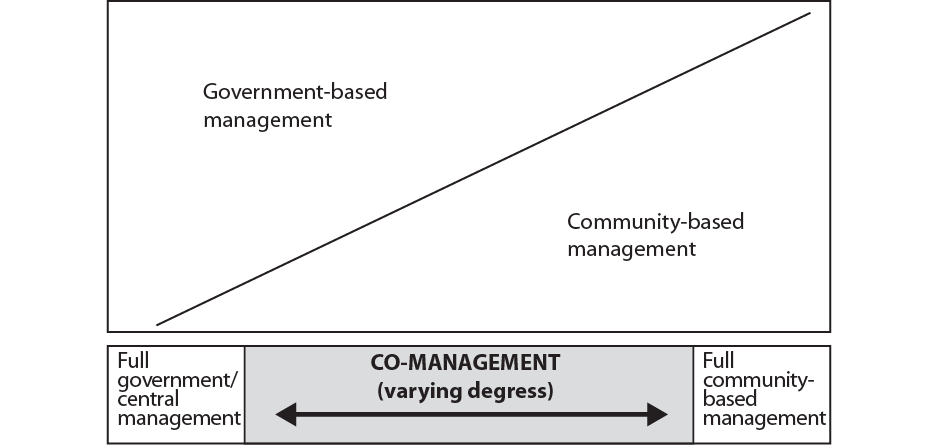 Government-based
management
Community-based
management
Full
government/
central
management
CO-MANAGEMENT
(varying degress)
Full
community-
based
management